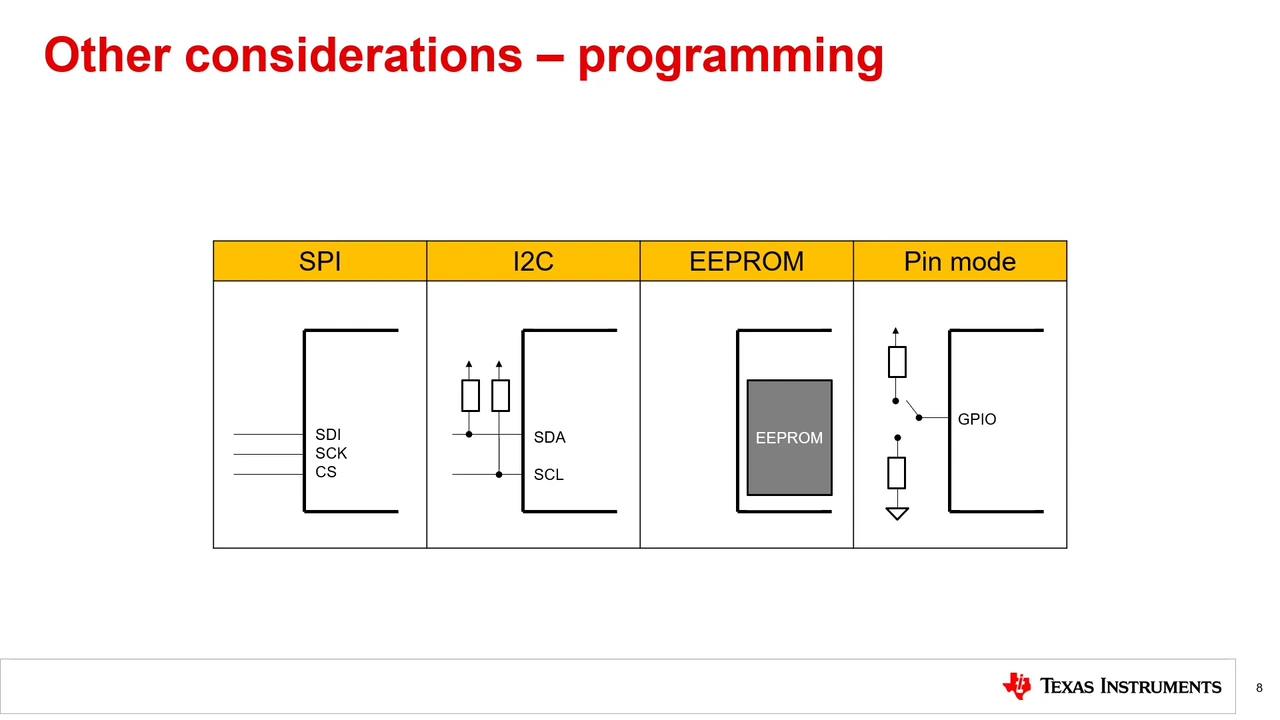 Other considerations – programming
SPI
I2C
EEPROM
Pin mode
SDI
SCK
CS
SDA
SCL
EEPROM
GPIO
TEXAS INSTRUMENTS
8